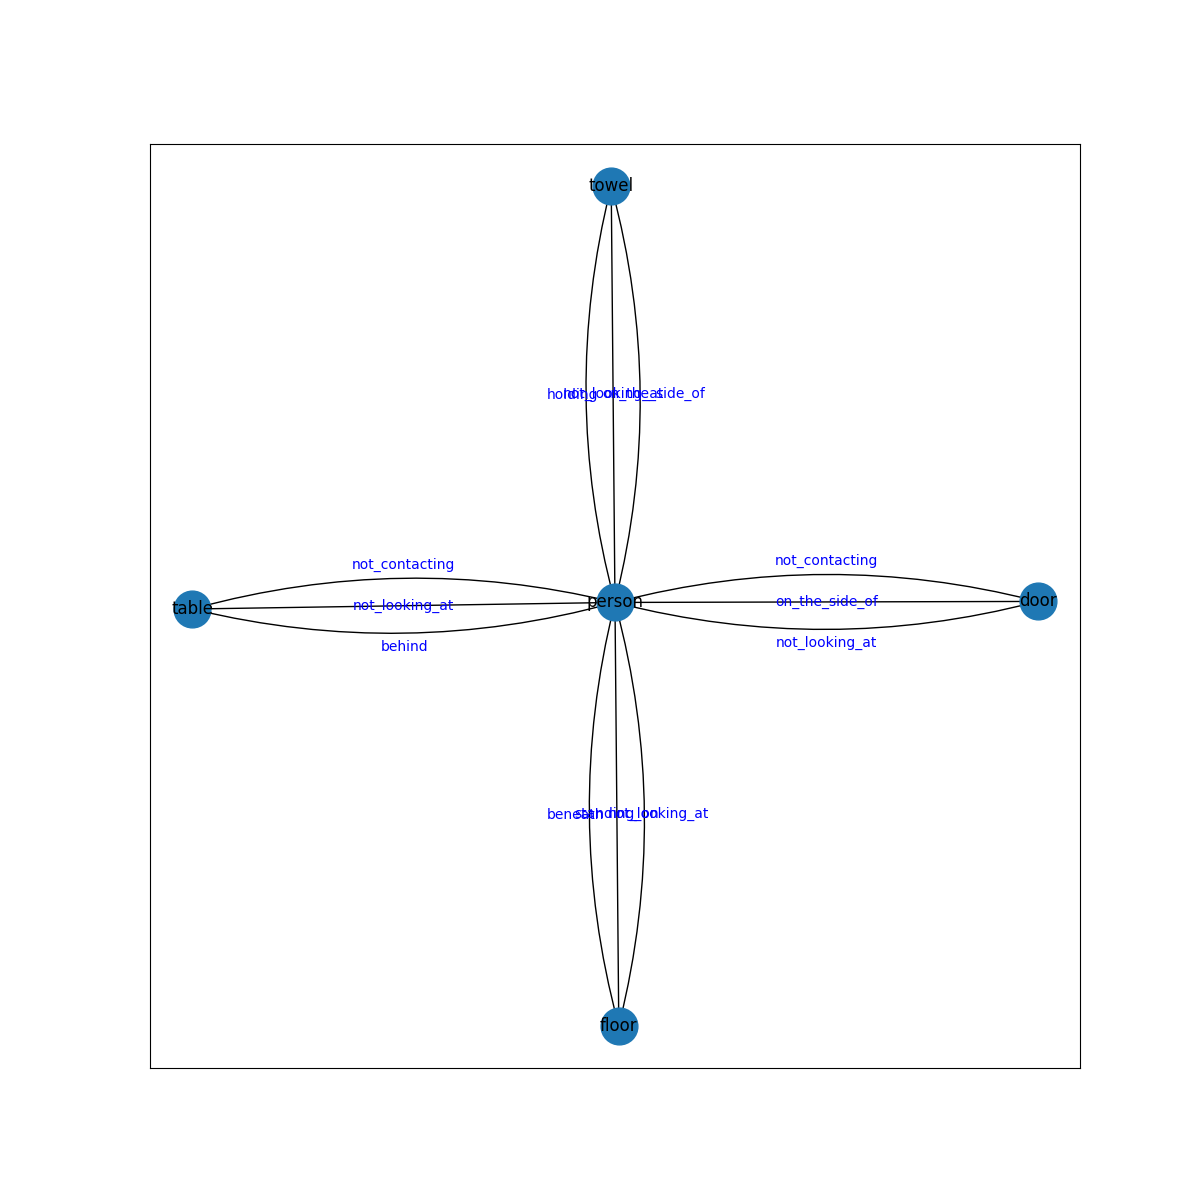 towel
holding
not_looking_at
on_the_side_of
not_contacting
not_contacting
table
not_looking_at
person
on_the_side_of
door
behind
not_looking_at
beneath
standing_on
not_looking_at
floor